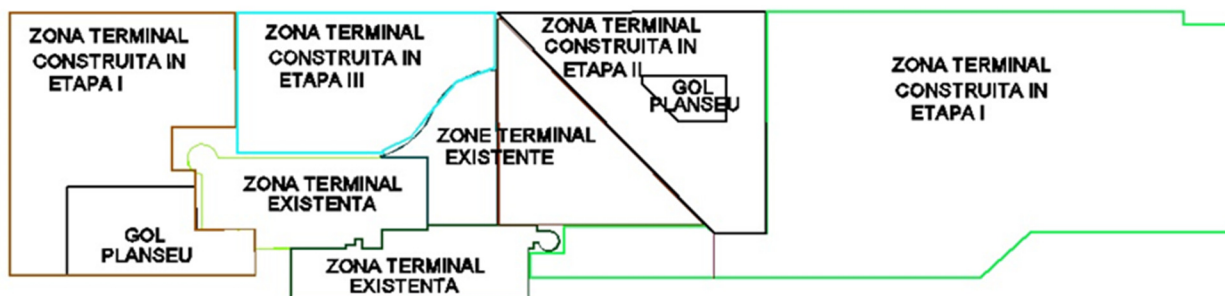 ZONA TERMINAL
CONSTRUITA IN
ETAPA I
ZONA TERMINAL
CONSTRUITA IN
ETAPA III
ZONA TERMINAL
CONSTRUITA IN
ETAPA II
GOL
PLANSEU
ZONA TERMINAL
CONSTRUITA IN
ETAPA I
ZONE TERMINAL
EXISTENTE
ZONA TERMINAL
EXISTENTA
GOL
PLANSEU
ZONA TERMINAL
EXISTENTA